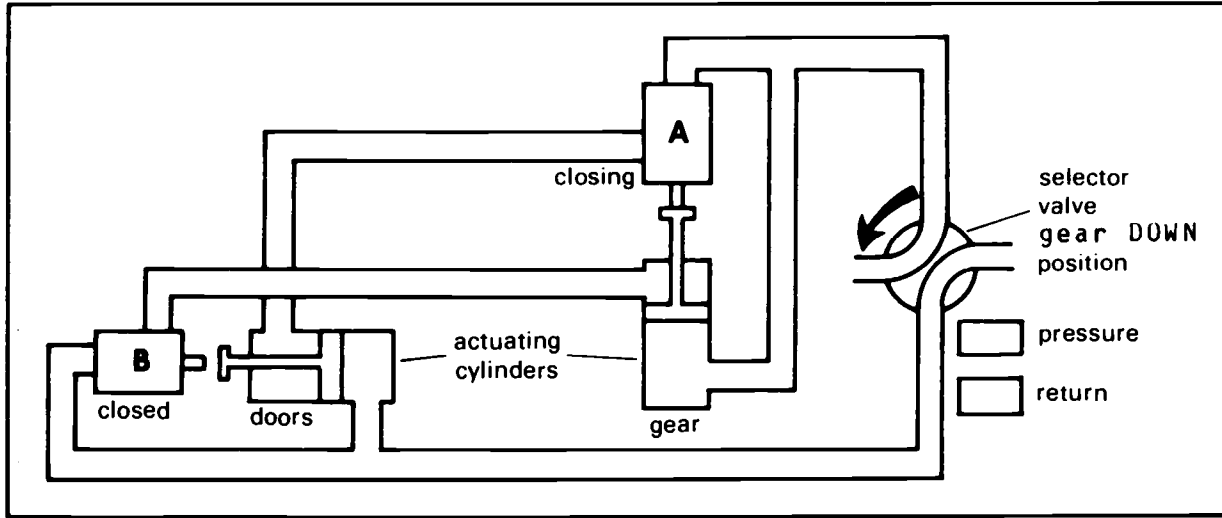 A
closing
selector
valve
gear DOWN
position
B
closed
doors
actuating
cylinders
gear
pressure
return